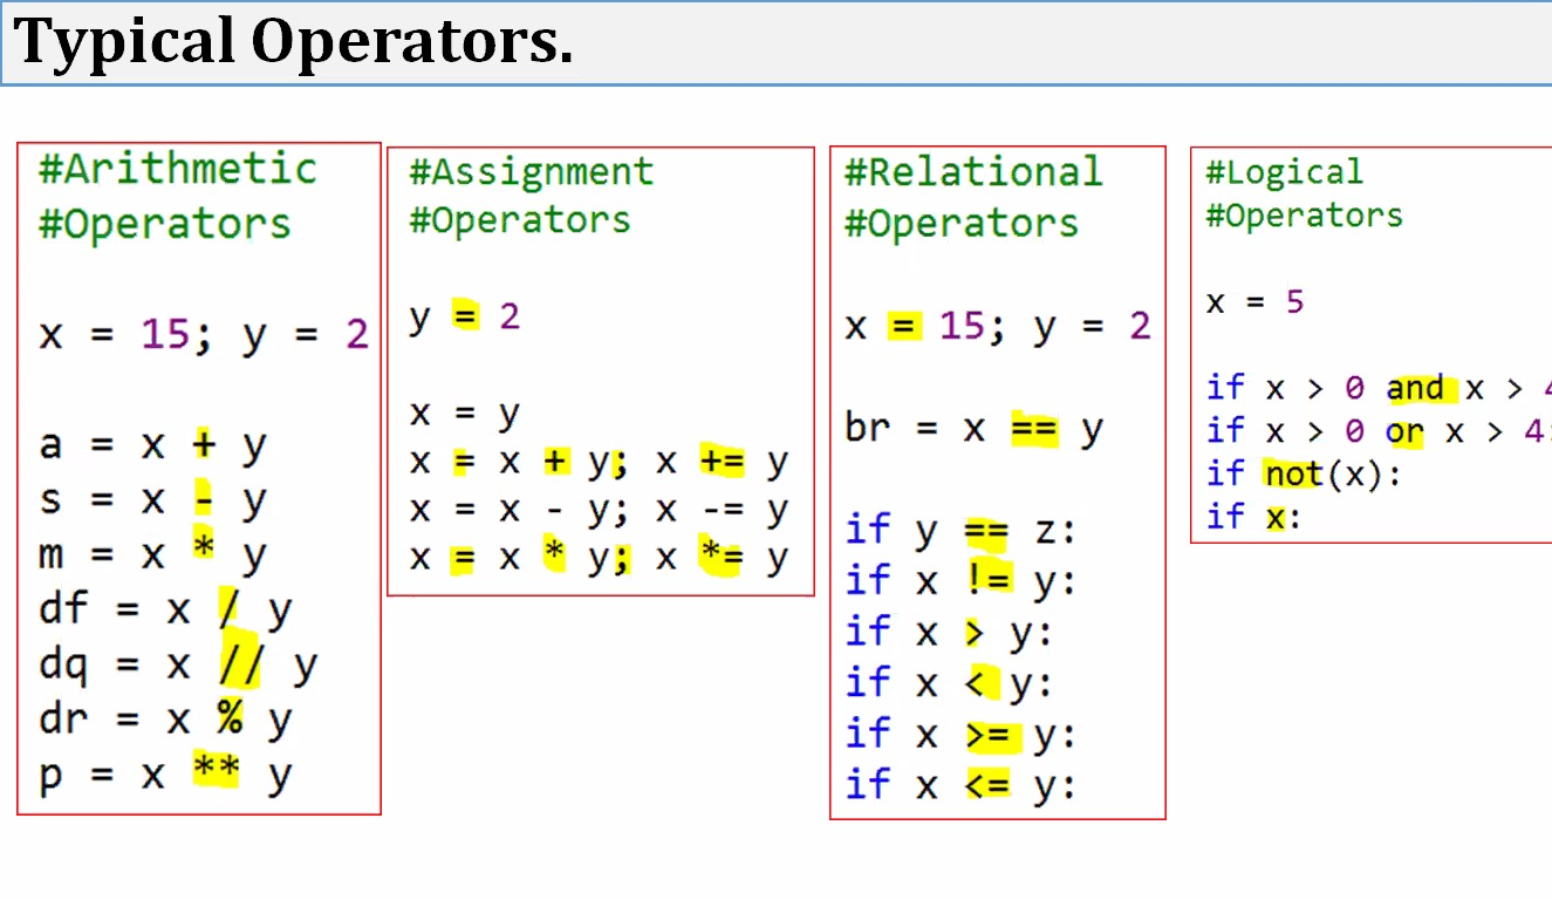 Typical Operators.
#Arithmetic
#Operators
x = 15; y = 2
a = x + y
s = x - y
m = x * y
df = x / y
dq = x // y
dr = x % y
p = x ** y
#Assignment
#Operators
y = 2
x = y
x = x + y; x += y
x = x - y; x -= y
x = x * y; x *= y
#Relational
#Operators
x = 15; y = 2
br = x == y
if y == z:
if x != y:
if x > y:
if x < y:
if x >= y:
if x <= y:
#Logical
#Operators
x = 5
if x > 0 and x >
if x > 0 or x > 4:
if not(x):
if x: